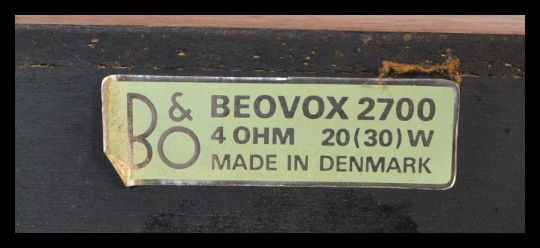 B&O
BEOVOX 2700
4 OHM 20(30)W
MADE IN DENMARK